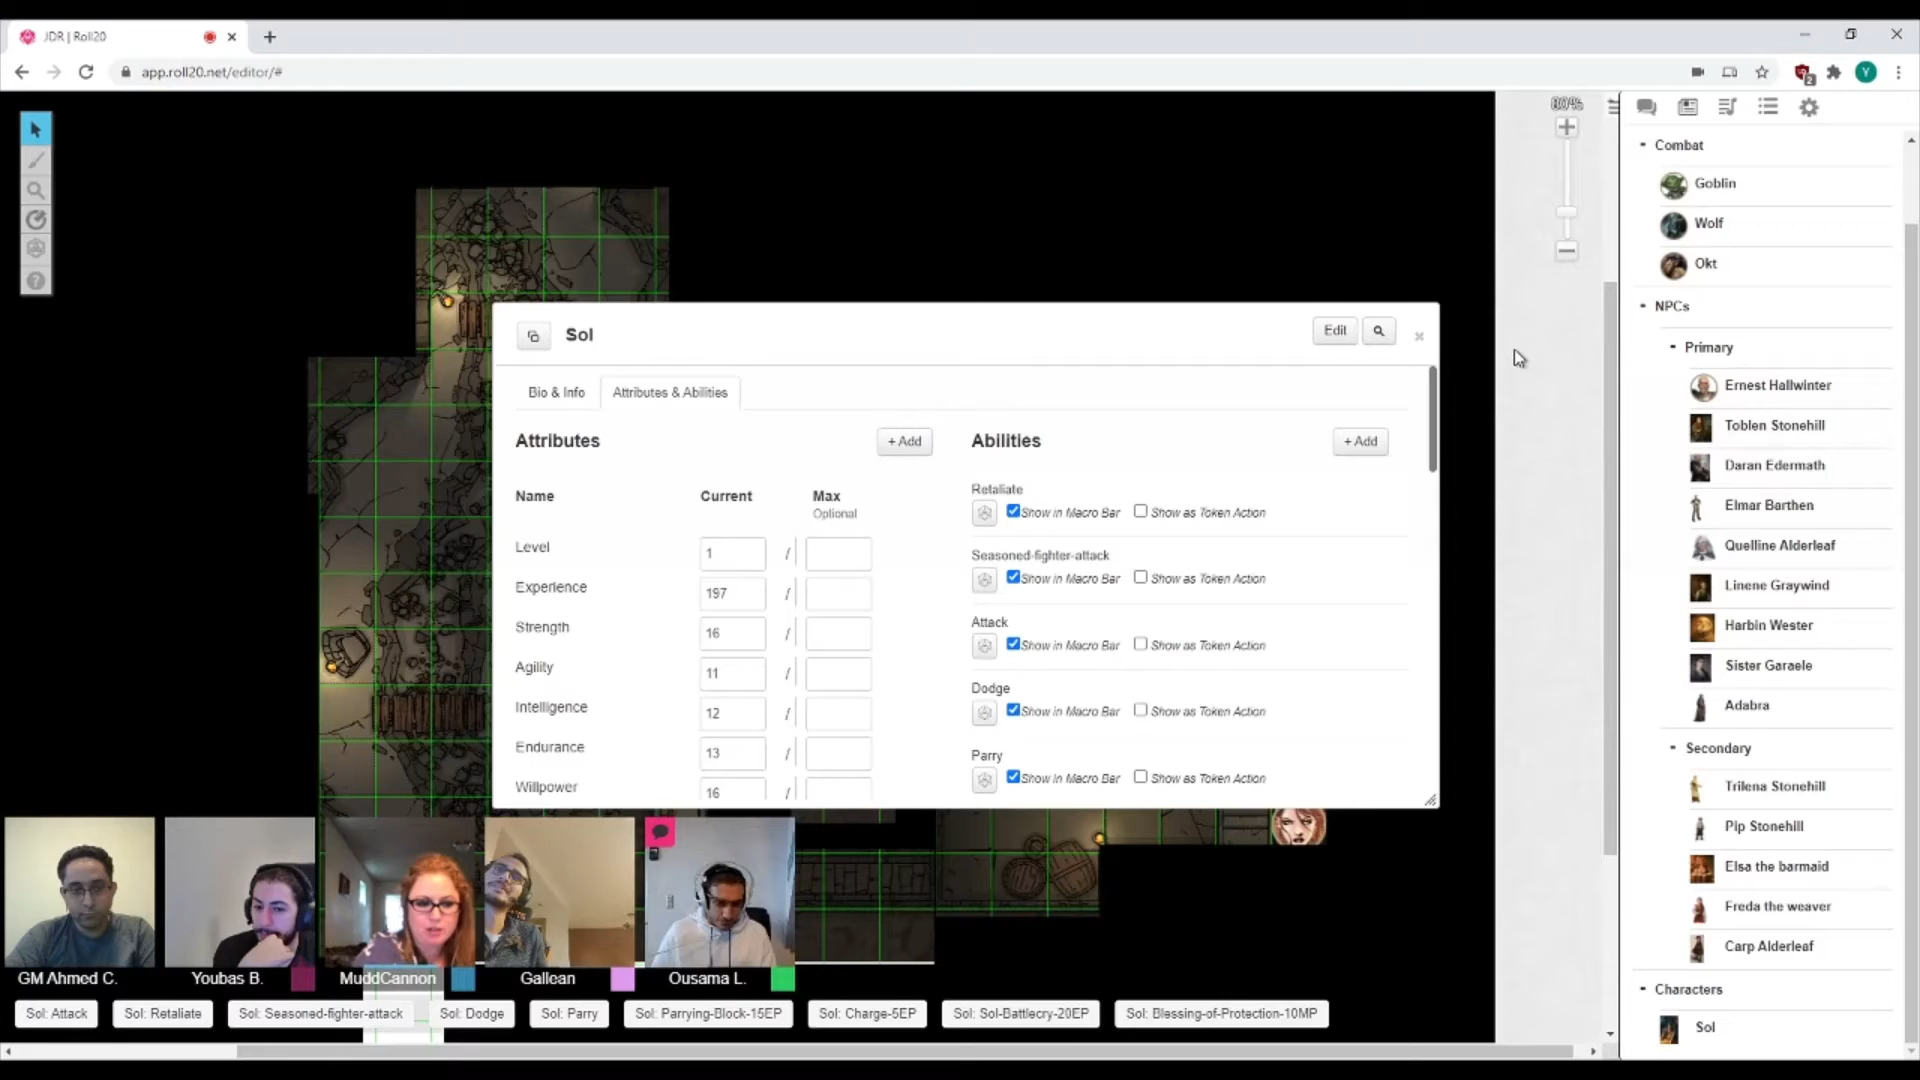 JDR | Roll20
app.roll20.net/editor/#
2
Y
80%
Combat
Goblin
Wolf
Okt
NPCs
Primary
Ernest Hallwinter
Toblen Stonehill
Daran Edermath
Elmar Barthen
Quelline Alderleaf
Linene Graywind
Harbin Wester
Sister Garaele
Adabra
Secondary
Trilena Stonehill
Pip Stonehill
Elsa the barmaid
Freda the weaver
Carp Alderleaf
Characters
Sol
Sol
Edit
Bio & Info
Attributes & Abilities
Attributes
+ Add
Name Current Max
Optional
Level 1 /
Experience 197 /
Strength 16 /
Agility 11 /
Intelligence 12 /
Endurance 13 /
Willpower 16 /
Abilities
+ Add
Retaliate
Show in Macro Bar Show as Token Action
Seasoned-fighter-attack
Show in Macro Bar Show as Token Action
Attack
Show in Macro Bar Show as Token Action
Dodge
Show in Macro Bar Show as Token Action
Parry
Show in Macro Bar Show as Token Action
GM Ahmed C. Youbas B. MuddCannon Gallean Ousama L.
Sol: Attack Sol: Retaliate Sol: Seasoned-fighter-attack Sol: Dodge Sol: Parry Sol: Parrying-Block-15EP Sol: Charge-5EP Sol: Sol-Battlecry-20EP Sol: Blessing-of-Protection-10MP